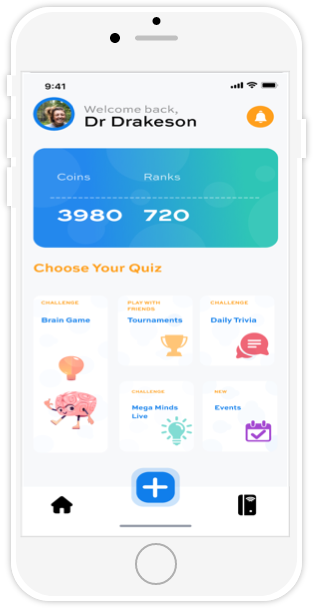 9:41
Welcome back,
Dr Drakeson
Coins Ranks
3980 720
Choose Your Quiz
CHALLENGE
Brain Game
PLAY WITH
FRIENDS
Tournaments
CHALLENGE
Daily Trivia
CHALLENGE
Mega Minds
Live
NEW
Events